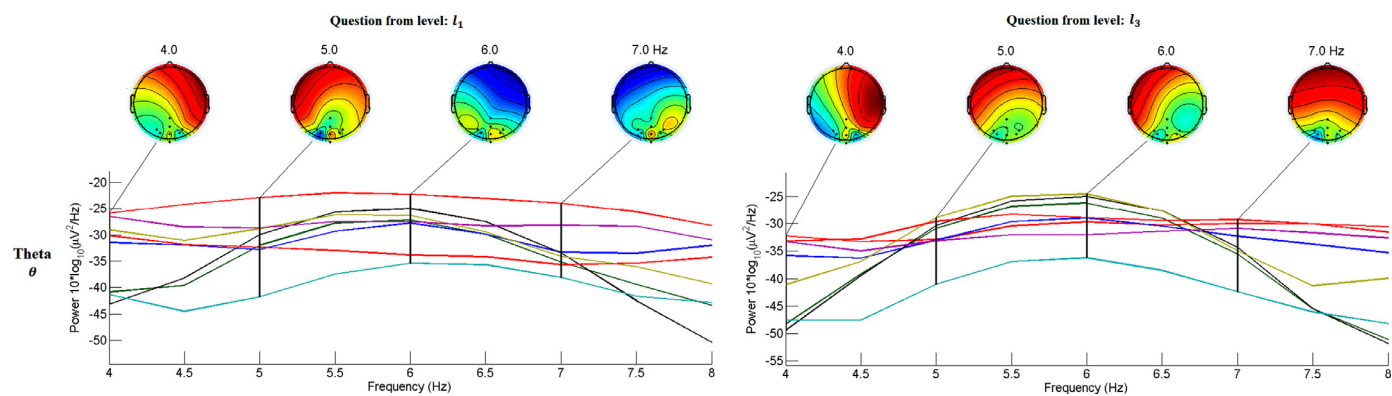 Question from level: l₁
4.0 5.0 6.0 7.0 Hz
Theta
θ
Power 10*log₁₀(μV²/Hz)
-20
-25
-30
-35
-40
-45
-50
4 4.5 5 5.5 6 6.5 7 7.5 8
Frequency (Hz)
Question from level: l₃
4.0 5.0 6.0 7.0 Hz
Power 10*log₁₀(μV²/Hz)
-25
-30
-35
-40
-45
-50
-55
4 4.5 5 5.5 6 6.5 7 7.5 8
Frequency (Hz)